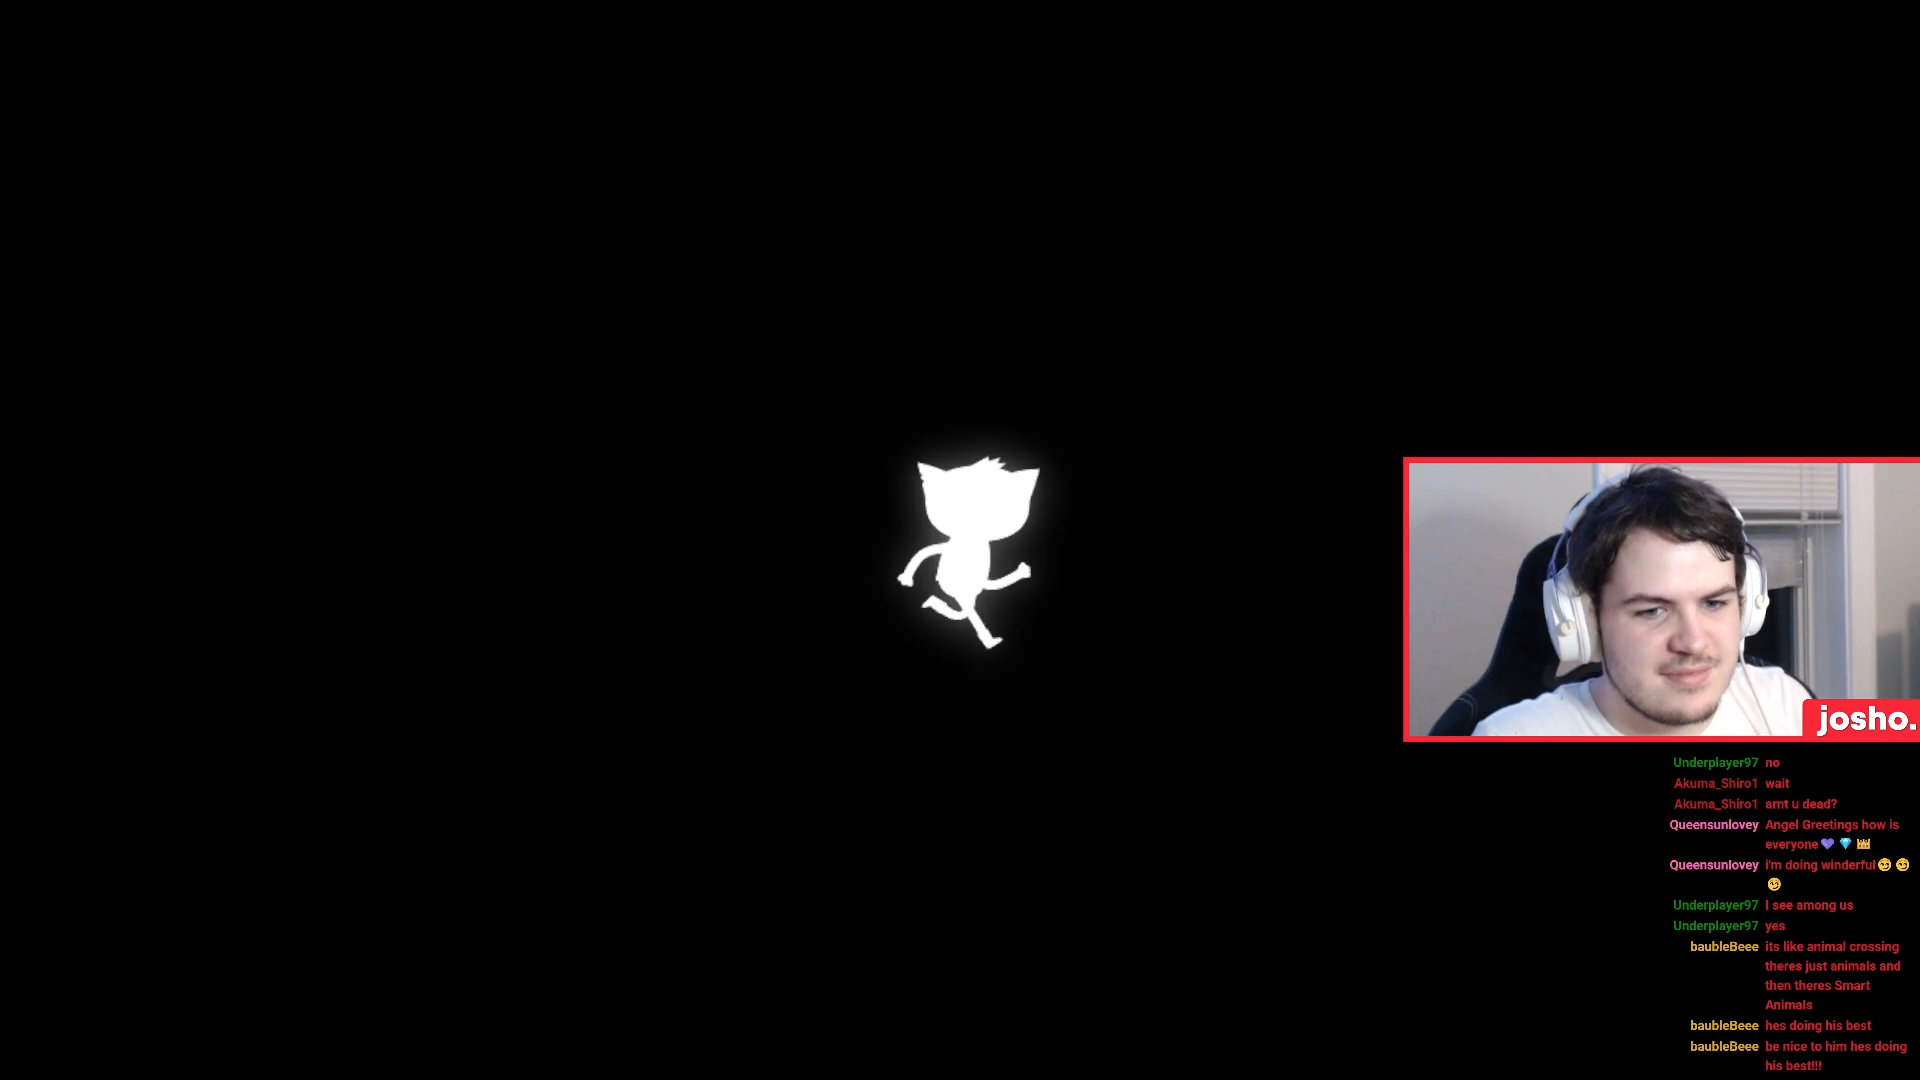 josho.
Underplayer97 no
Akuma_Shiro1 wait
Akuma_Shiro1 arnt u dead?
Queensunlovey Angel Greetings how is
everyone💜 💎 👑
Queensunlovey i'm doing winderful😏 😏
😏
Underplayer97 I see among us
Underplayer97 yes
baubleBeee its like animal crossing
theres just animals and
then theres Smart
Animals
baubleBeee hes doing his best
baubleBeee be nice to him hes doing
his best!!!